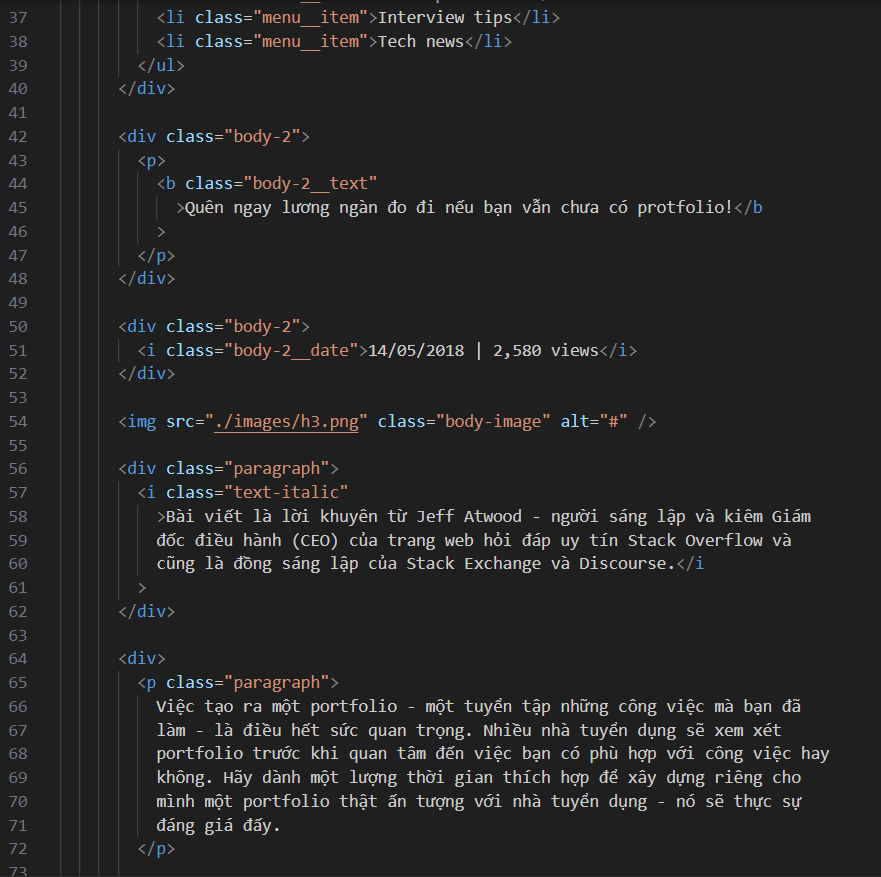 37 <li class="menu__item">Interview tips</li>
38 <li class="menu__item">Tech news</li>
39 </ul>
40 </div>
41
42 <div class="body-2">
43 <p>
44 <b class="body-2__text"
45 >Quên ngay lương ngàn đo đi nếu bạn vẫn chưa có protfolio!</b
46 >
47 </p>
48 </div>
49
50 <div class="body-2">
51 <i class="body-2__date">14/05/2018 | 2,580 views</i>
52 </div>
53
54 <img src="./images/h3.png" class="body-image" alt="#" />
55
56 <div class="paragraph">
57 <i class="text-italic"
58 >Bài viết là lời khuyên từ Jeff Atwood - người sáng lập và kiêm Giám
59 đốc điều hành (CEO) của trang web hỏi đáp uy tín Stack Overflow và
60 cũng là đồng sáng lập của Stack Exchange và Discourse.</i
61 >
62 </div>
63
64 <div>
65 <p class="paragraph">
66 Việc tạo ra một portfolio - một tuyển tập những công việc mà bạn đã
67 làm - là điều hết sức quan trọng. Nhiều nhà tuyển dụng sẽ xem xét
68 portfolio trước khi quan tâm đến việc bạn có phù hợp với công việc hay
69 không. Hãy dành một lượng thời gian thích hợp để xây dựng riêng cho
70 mình một portfolio thật ấn tượng với nhà tuyển dụng - nó sẽ thực sự
71 đáng giá đấy.
72 </p>
73